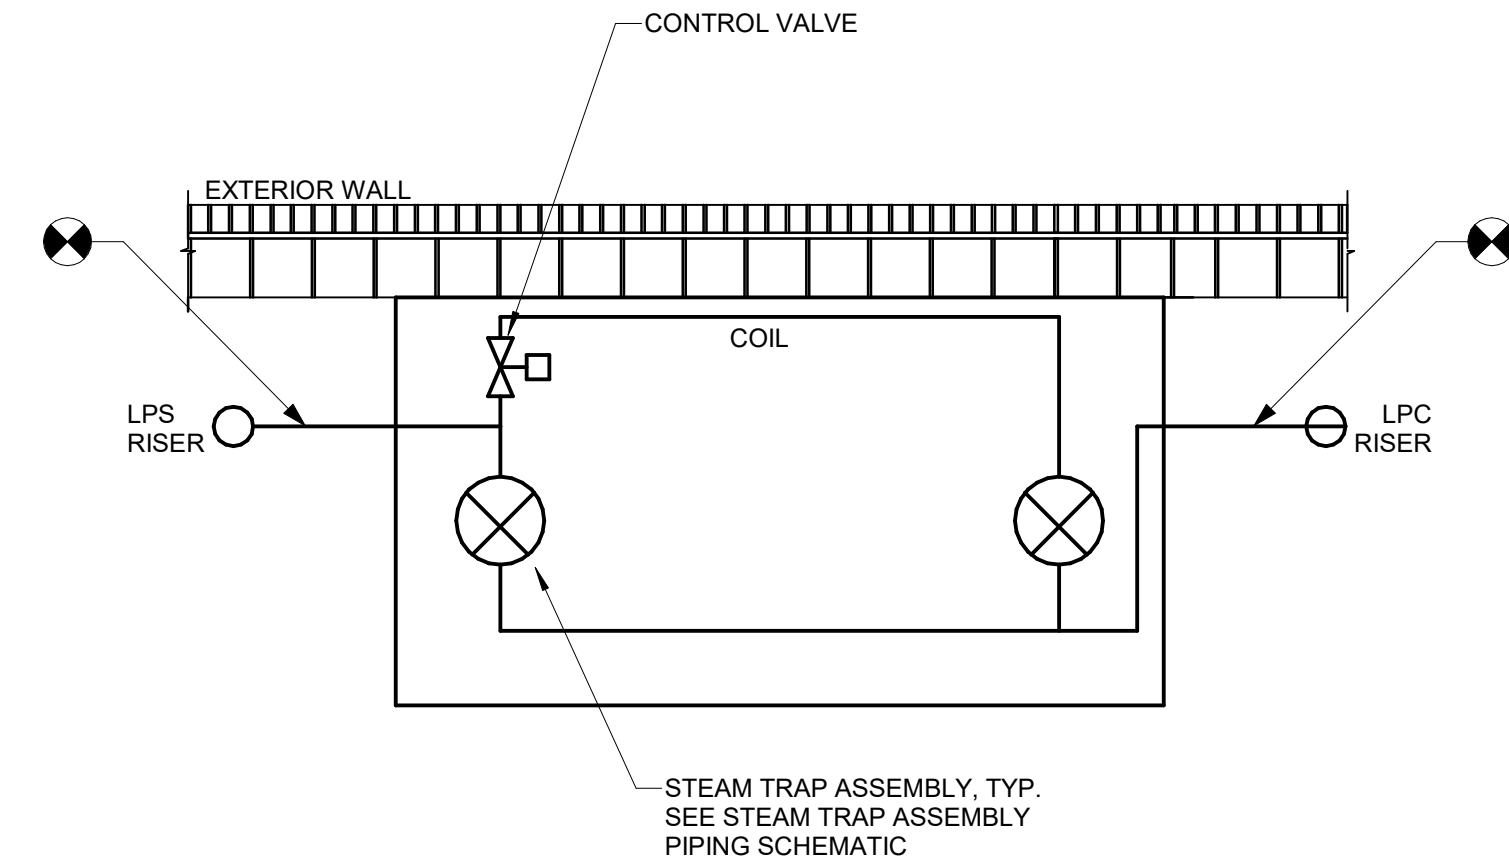 CONTROL VALVE
EXTERIOR WALL
COIL
LPS
RISER
LPC
RISER
STEAM TRAP ASSEMBLY, TYP.
SEE STEAM TRAP ASSEMBLY
PIPING SCHEMATIC